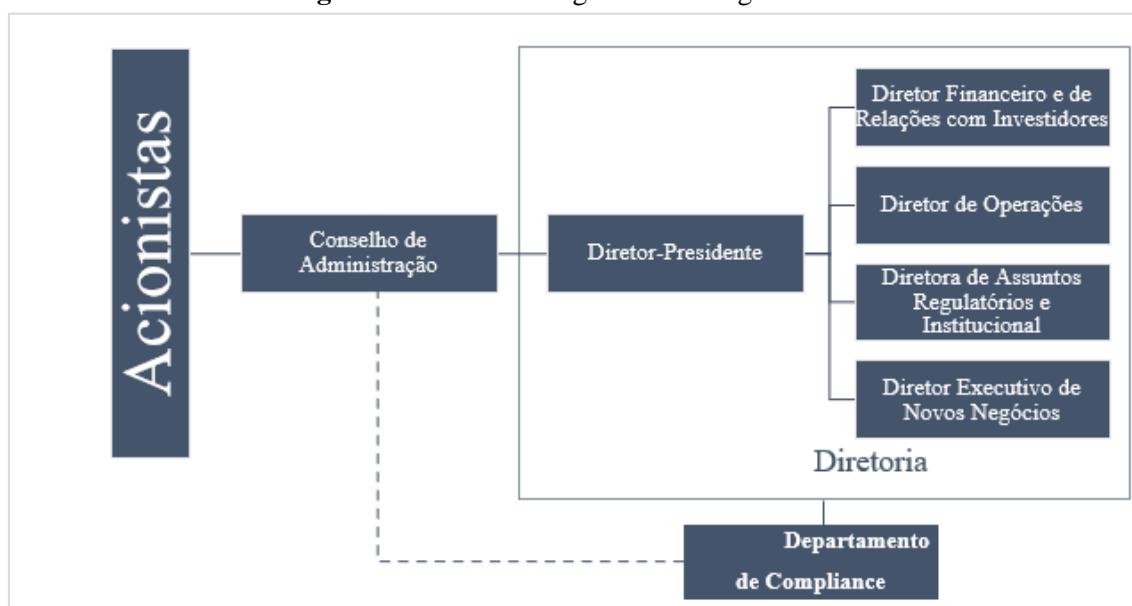 Acionistas
Conselho de
Administração
Diretor-Presidente
Diretor Financeiro e de
Relações com Investidores
Diretor de Operações
Diretora de Assuntos
Regulatórios e
Institucional
Diretor Executivo de
Novos Negócios
Diretoria
Departamento
de Compliance